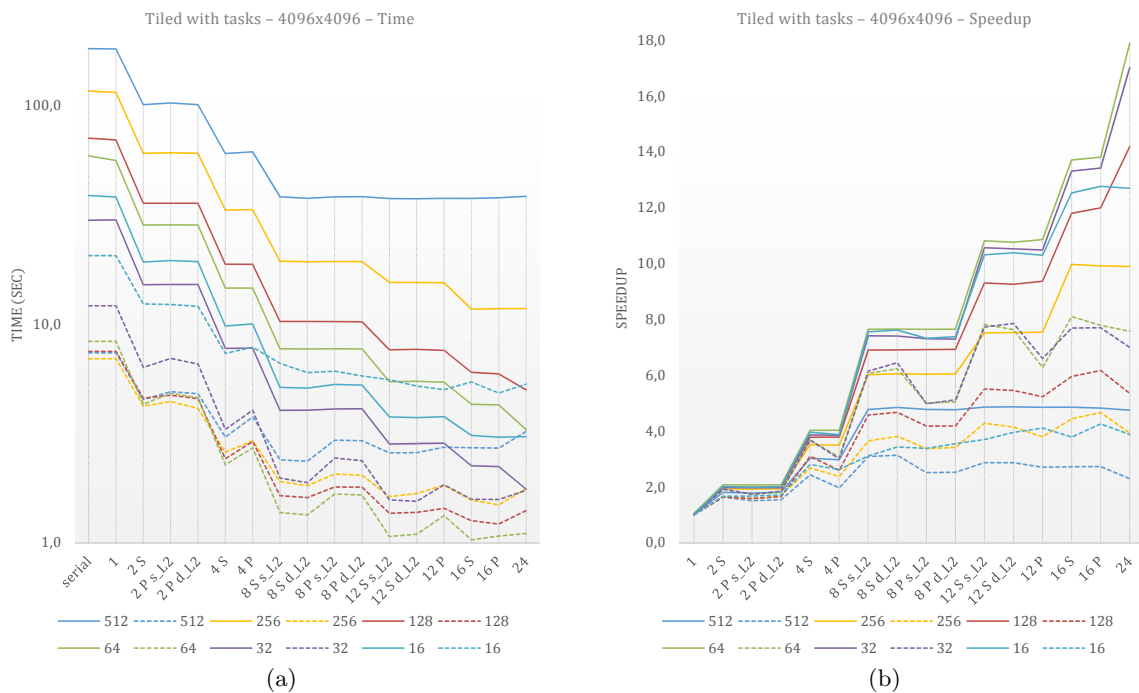 Tiled with tasks – 4096x4096 – Time
100,0
10,0
1,0
TIME (SEC)
serial
1
2 S
2 P s_L2
2 P d_L2
4 S
4 P
8 S s_L2
8 S d_L2
8 P s_L2
8 P d_L2
12 S s_L2
12 S d_L2
12 P
16 S
16 P
24
512 512 256 256 128 128
64 64 32 32 16 16
(a)
Tiled with tasks – 4096x4096 – Speedup
18,0
16,0
14,0
12,0
10,0
8,0
6,0
4,0
2,0
0,0
SPEEDUP
1
2 S
2 P s_L2
2 P d_L2
4 S
4 P
8 S s_L2
8 S d_L2
8 P s_L2
8 P d_L2
12 S s_L2
12 S d_L2
12 P
16 S
16 P
24
512 512 256 256 128 128
64 64 32 32 16 16
(b)